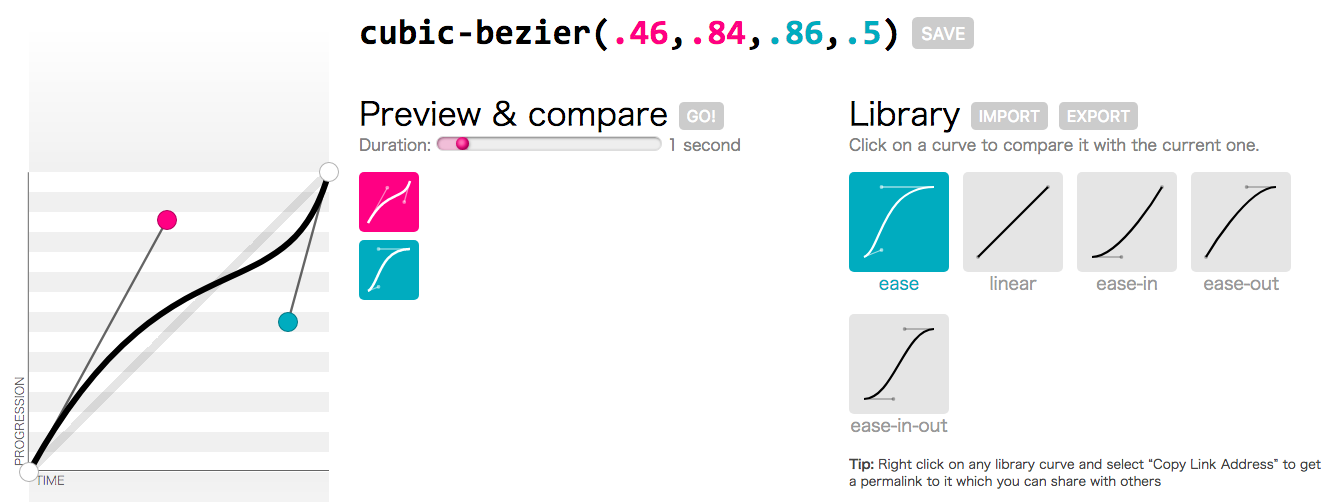 cubic-bezier(.46,.84,.86,.5) SAVE
Preview & compare GO!
Duration: 1 second
Library IMPORT EXPORT
Click on a curve to compare it with the current one.
ease linear ease-in ease-out
ease-in-out
Tip: Right click on any library curve and select “Copy Link Address” to get
a permalink to it which you can share with others
PROGRESSION
TIME